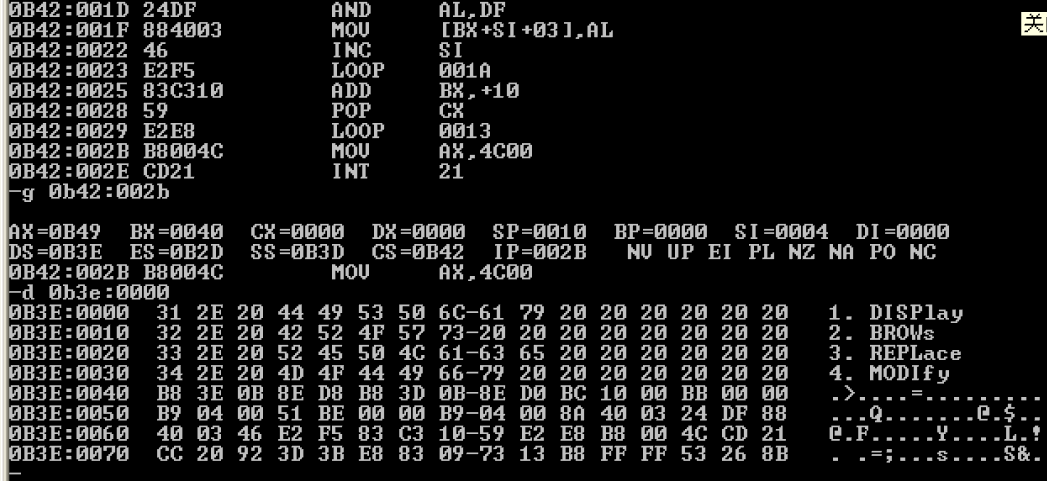 0B42:001D 24DF          AND     AL,DF
0B42:001F 884003        MOV     [BX+SI+03],AL
0B42:0022 46            INC     SI
0B42:0023 E2F5          LOOP    001A
0B42:0025 83C310        ADD     BX,+10
0B42:0028 59            POP     CX
0B42:0029 E2E8          LOOP    0013
0B42:002B B8004C        MOV     AX,4C00
0B42:002E CD21          INT     21
-g 0b42:002b
AX=0B49  BX=0040  CX=0000  DX=0000  SP=0010  BP=0000  SI=0004  DI=0000
DS=0B3E  ES=0B2D  SS=0B3D  CS=0B42  IP=002B   NV UP EI PL NZ NA PO NC
0B42:002B B8004C        MOV     AX,4C00
-d 0b3e:0000
0B3E:0000  31 2E 20 44 49 53 50 6C-61 79 20 20 20 20 20 20   1. DISPlay
0B3E:0010  32 2E 20 42 52 4F 57 73-20 20 20 20 20 20 20 20   2. BROWs
0B3E:0020  33 2E 20 52 45 50 4C 61-63 65 20 20 20 20 20 20   3. REPLace
0B3E:0030  34 2E 20 4D 4F 44 49 66-79 20 20 20 20 20 20 20   4. MODIfy
0B3E:0040  B8 3E 0B 8E D8 B8 3D 0B-8E D0 BC 10 00 BB 00 00   .>....=.........
0B3E:0050  B9 04 00 51 BE 00 00 B9-04 00 8A 40 03 24 DF 88   ...Q.......@.$..
0B3E:0060  40 03 46 E2 F5 83 C3 10-59 E2 E8 B8 00 4C CD 21   @.F.....Y....L.!
0B3E:0070  CC 20 92 3D 3B E8 83 09-73 13 B8 FF FF 53 26 8B   . .=;...s....S&.
-